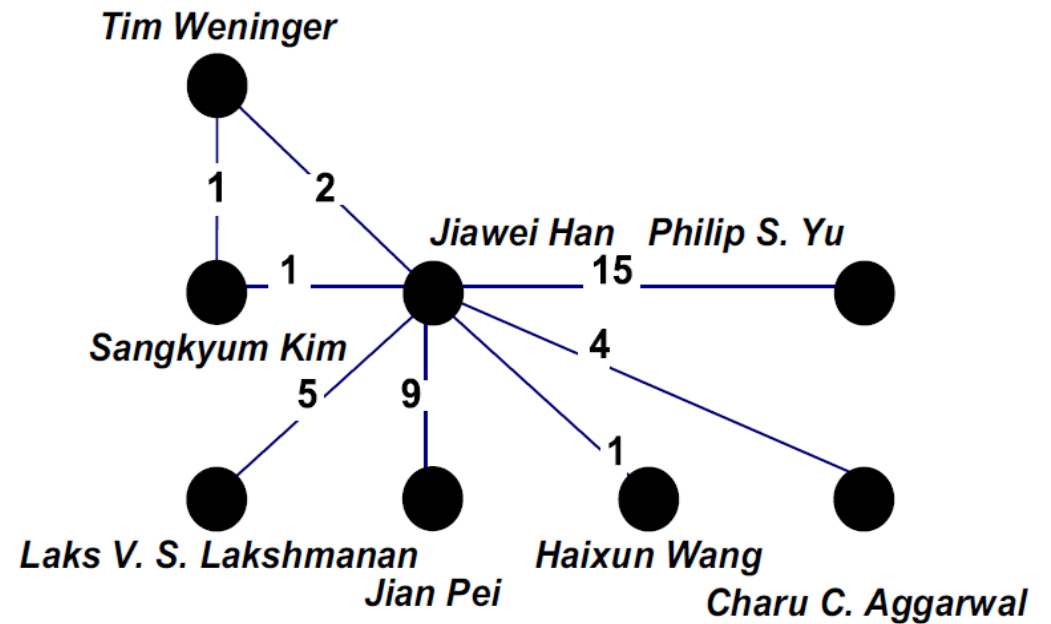 Tim Weninger
1
2
Jiawei Han
Philip S. Yu
1
15
Sangkyum Kim
4
5
9
1
Laks V. S. Lakshmanan
Haixun Wang
Jian Pei
Charu C. Aggarwal